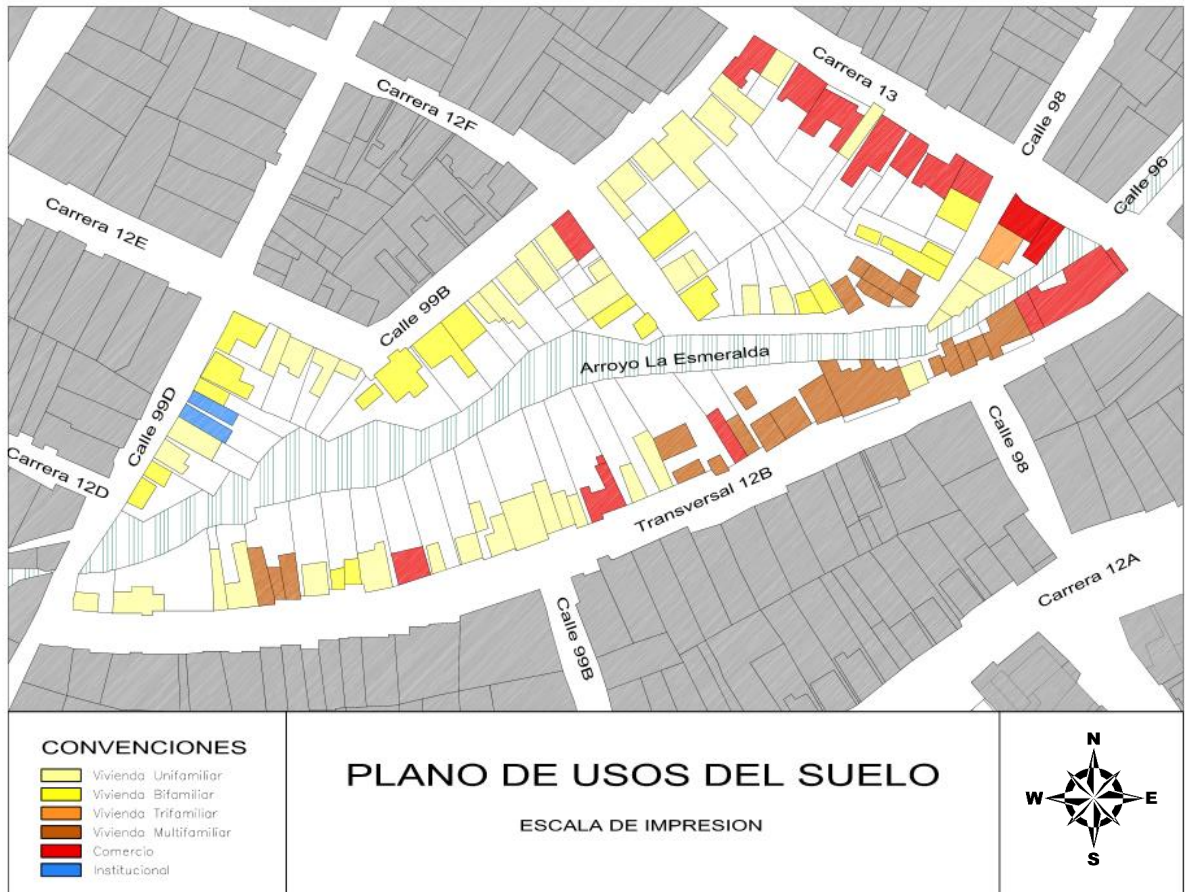 Carrera 13
Calle 98
Carrera 12F
Calle 96
Carrera 12E
Calle 99B
Arroyo La Esmeralda
Calle 99D
Carrera 12D
Calle 98
Transversal 12B
Carrera 12A
Calle 99B
CONVENCIONES
Vivienda Unifamiliar
Vivienda Bifamiliar
Vivienda Trifamiliar
Vivienda Multifamiliar
Comercio
Institucional
PLANO DE USOS DEL SUELO
ESCALA DE IMPRESION
N
W E
S